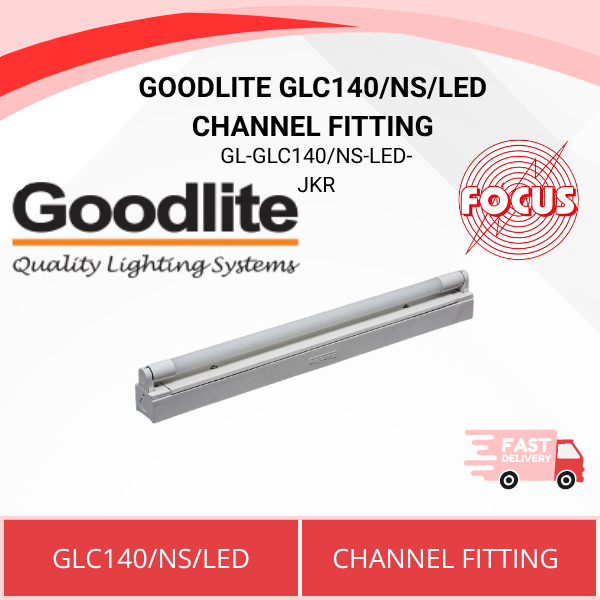 GOODLITE GLC140/NS/LED
CHANNEL FITTING
GL-GLC140/NS-LED-
JKR
Goodlite
Quality Lighting Systems
FOCUS
FAST
DELIVERY
GLC140/NS/LED
CHANNEL FITTING